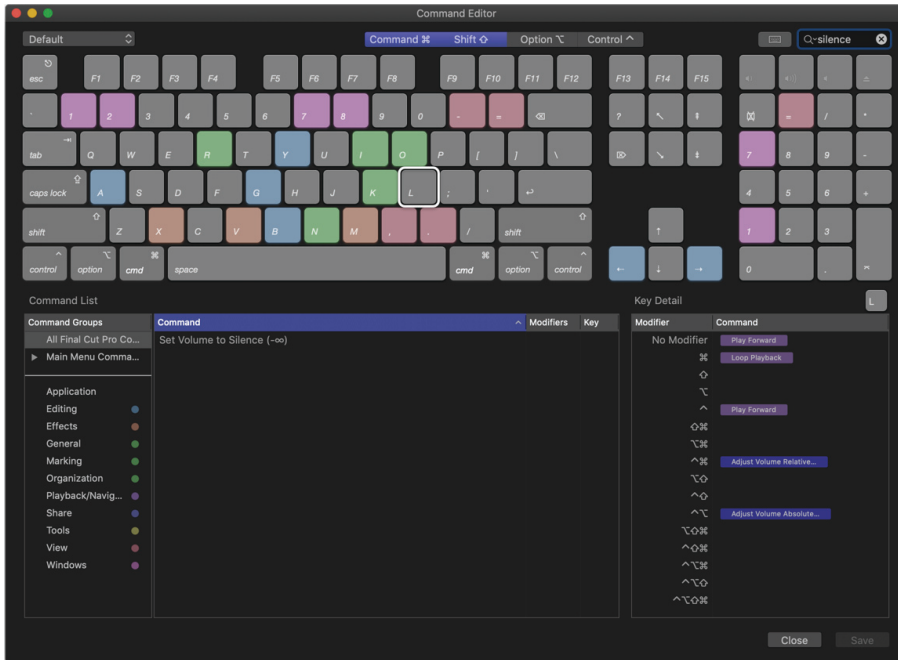 Command Editor
Default
Command ⌘ Shift ⇧ Option ⌥ Control ^
silence
esc F1 F2 F3 F4 F5 F6 F7 F8 F9 F10 F11 F12 F13 F14 F15
1 2 3 4 5 6 7 8 9 0 - = ⌫ ? ↖ ⇞ = / *
tab Q W E R T Y U I O P [ ] \ ⌦ ↘ ⇟ 7 8 9 -
caps lock A S D F G H J K L ; ' ↩ 4 5 6 +
shift Z X C V B N M , . / shift ↑ 1 2 3
control option cmd space cmd option control ← ↓ → 0 .
Command List
Key Detail L
Command Groups Command Modifiers Key Modifier Command
All Final Cut Pro Co... Set Volume to Silence (-∞) No Modifier Play Forward
Main Menu Comma... ⌘ Loop Playback
⇧
Application ⌥
Editing ^ Play Forward
Effects ⇧⌘
General ⌥⌘
Marking ^⌘ Adjust Volume Relative...
Organization ⌥⇧
Playback/Navig... ^⇧
Share ^⌥ Adjust Volume Absolute...
Tools ⌥⇧⌘
View ^⇧⌘
Windows ^⌥⌘
^⌥⇧
^⌥⇧⌘
Close Save